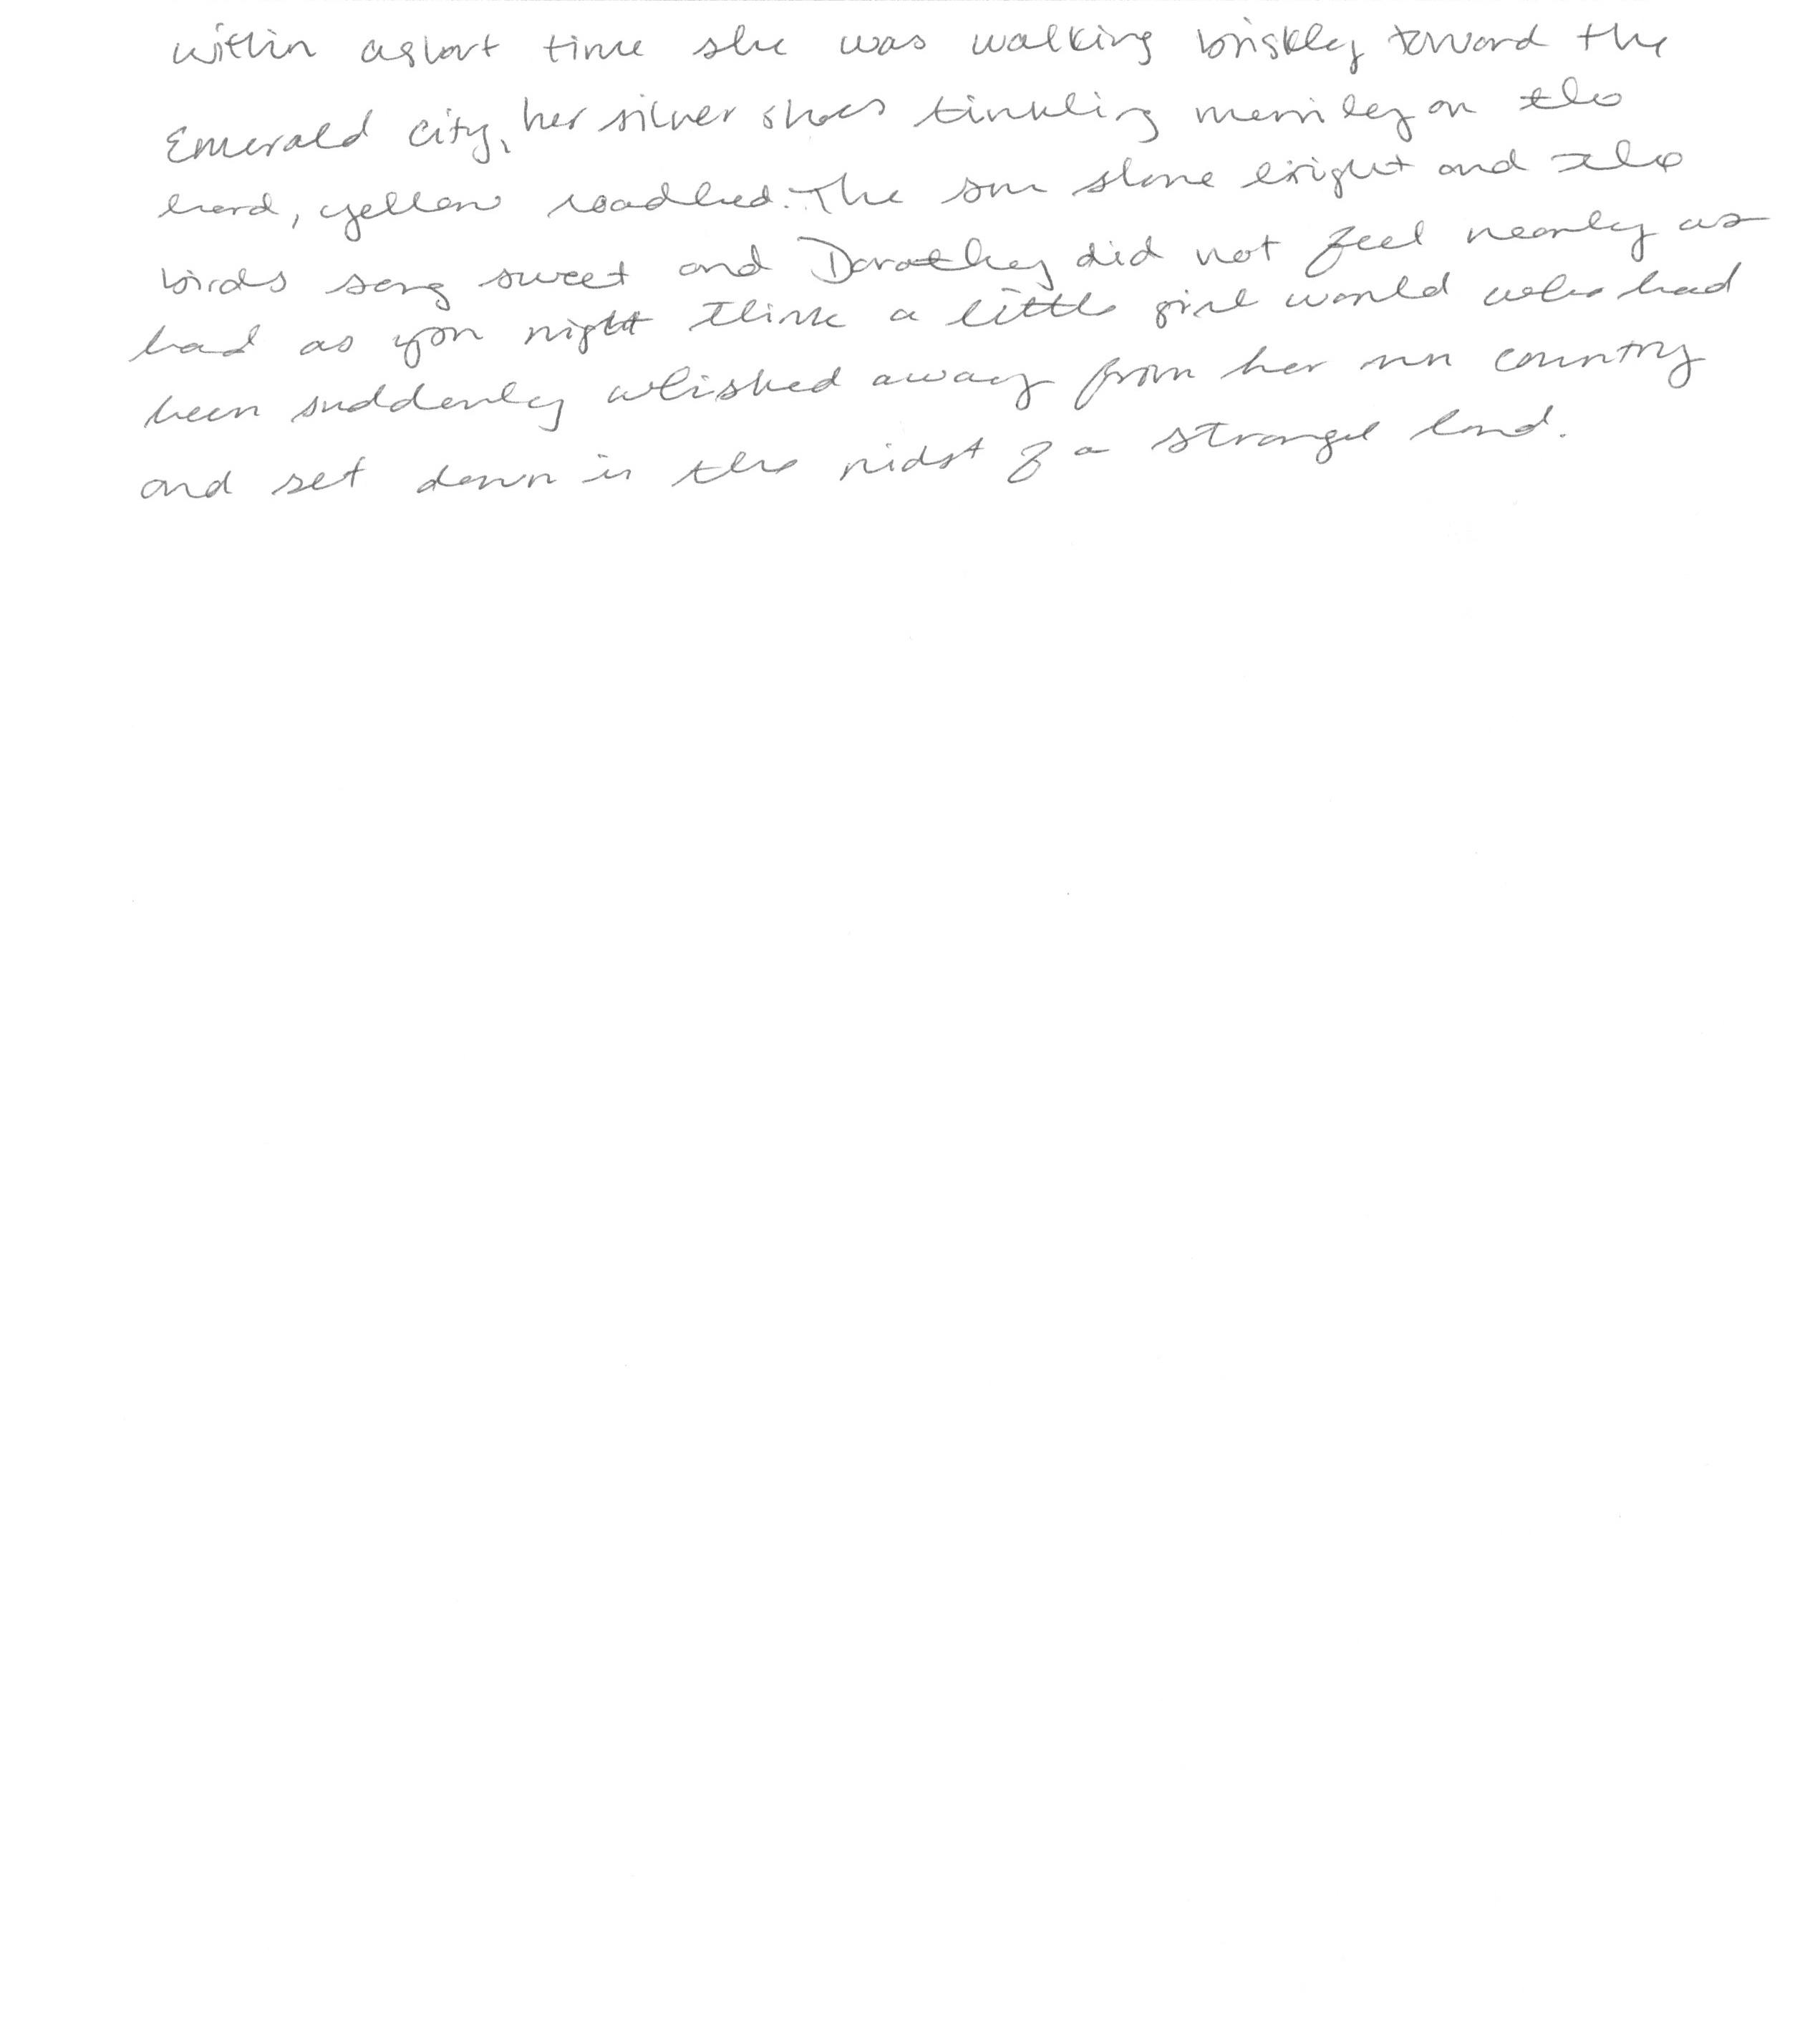 within a short time she was walking briskly toward the
Emerald City, her silver shoes tinkling merrily on the
hard, yellow roadbed. The sun shone bright and the
birds sang sweet and Dorothy did not feel nearly as
bad as you might think a little girl would who had
been suddenly whisked away from her own country
and set down in the midst of a strange land.